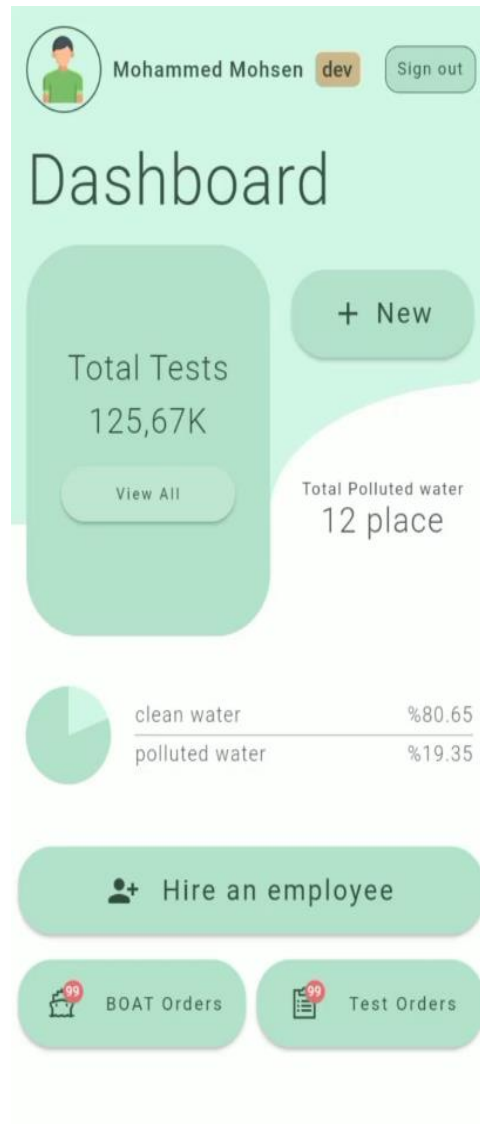 Mohammed Mohsen dev Sign out
Dashboard
+ New
Total Tests
125,67K
View All
Total Polluted water
12 place
clean water %80.65
polluted water %19.35
Hire an employee
99 BOAT Orders
99 Test Orders